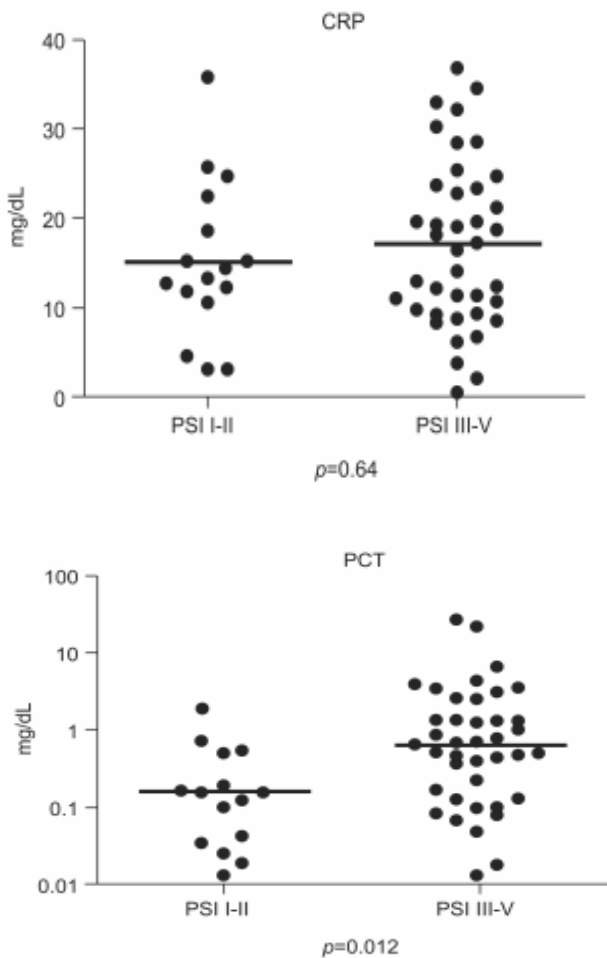 CRP
40
30
20
10
0
mg/dL
PSI I-II
PSI III-V
p=0.64
PCT
100
10
1
0.1
0.01
mg/dL
PSI I-II
PSI III-V
p=0.012